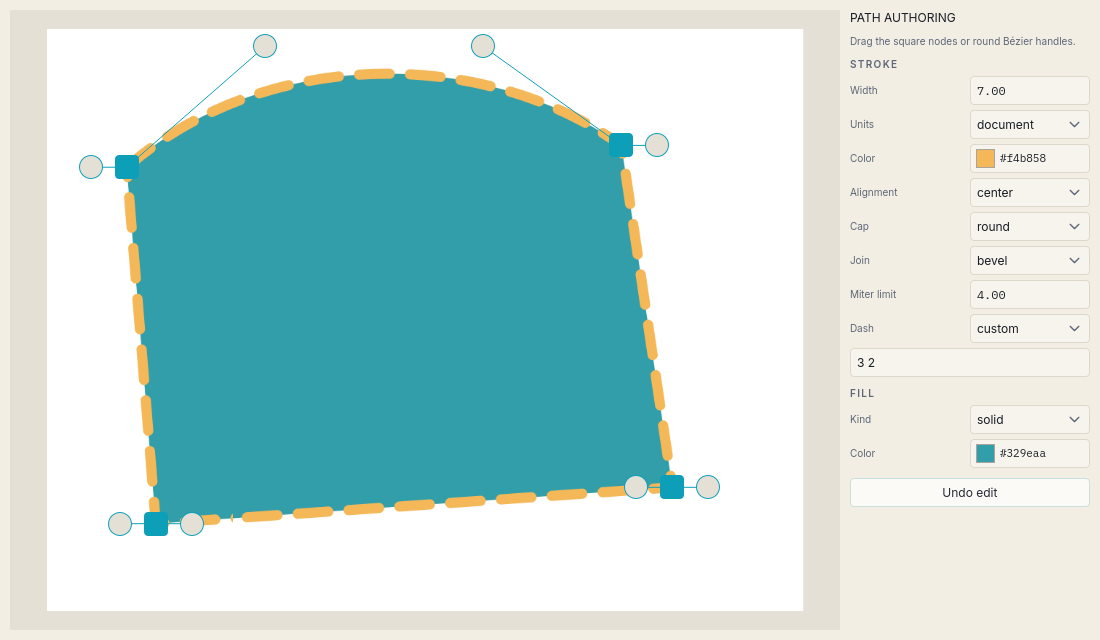 PATH AUTHORING
Drag the square nodes or round Bézier handles.
STROKE
Width 7.00
Units document
Color #f4b858
Alignment center
Cap round
Join bevel
Miter limit 4.00
Dash custom
3 2
FILL
Kind solid
Color #329eaa
Undo edit